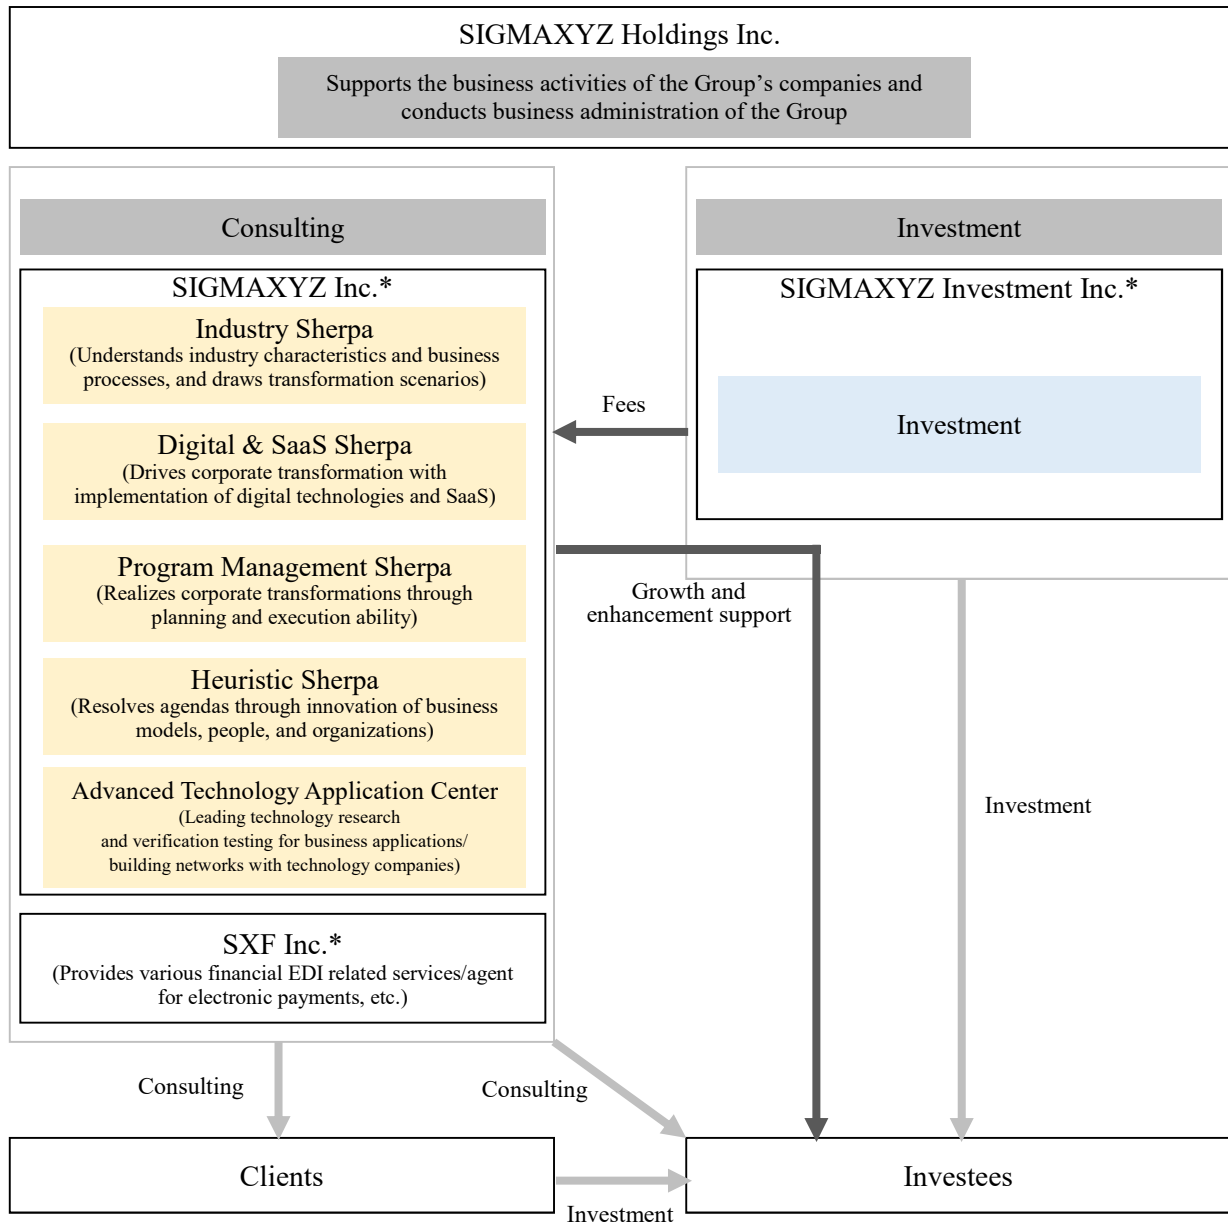 SIGMAXYZ Holdings Inc.
Supports the business activities of the Group's companies and
conducts business administration of the Group
Consulting
SIGMAXYZ Inc.*
Industry Sherpa
(Understands industry characteristics and business
processes, and draws transformation scenarios)
Digital & SaaS Sherpa
(Drives corporate transformation with
implementation of digital technologies and SaaS)
Program Management Sherpa
(Realizes corporate transformations through
planning and execution ability)
Heuristic Sherpa
(Resolves agendas through innovation of business
models, people, and organizations)
Advanced Technology Application Center
(Leading technology research
and verification testing for business applications/
building networks with technology companies)
SXF Inc.*
(Provides various financial EDI related services/agent
for electronic payments, etc.)
Fees
Growth and
enhancement support
Investment
SIGMAXYZ Investment Inc.*
Investment
Investment
Consulting
Consulting
Clients
Investment
Investees